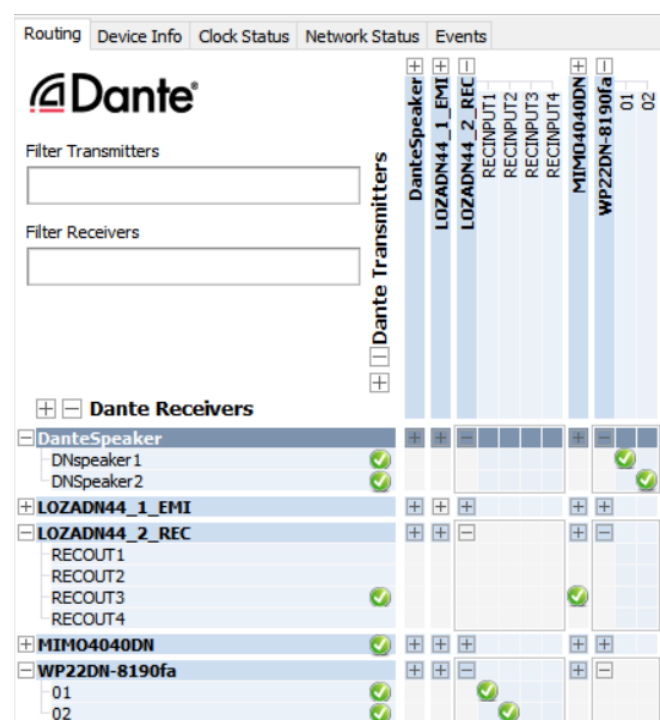 Routing Device Info Clock Status Network Status Events
Dante®
Filter Transmitters
Filter Receivers
Dante Transmitters
DanteSpeaker
LOZADN44_1_EMI
LOZADN44_2_REC
RECINPUT1
RECINPUT2
RECINPUT3
RECINPUT4
MIMO4040DN
WP22DN-8190fa
01
02
Dante Receivers
DanteSpeaker
DNspeaker1
DNSpeaker2
LOZADN44_1_EMI
LOZADN44_2_REC
RECOUT1
RECOUT2
RECOUT3
RECOUT4
MIMO4040DN
WP22DN-8190fa
01
02